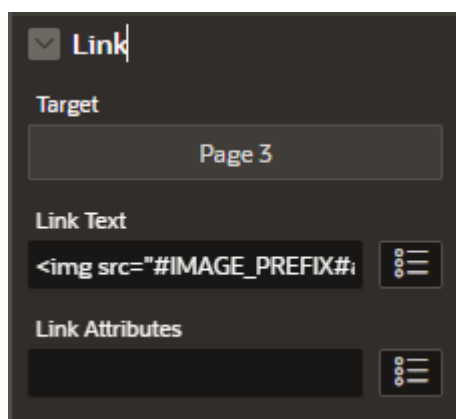 Link
Target
Page 3
Link Text
<img src="#IMAGE_PREFIX#
Link Attributes